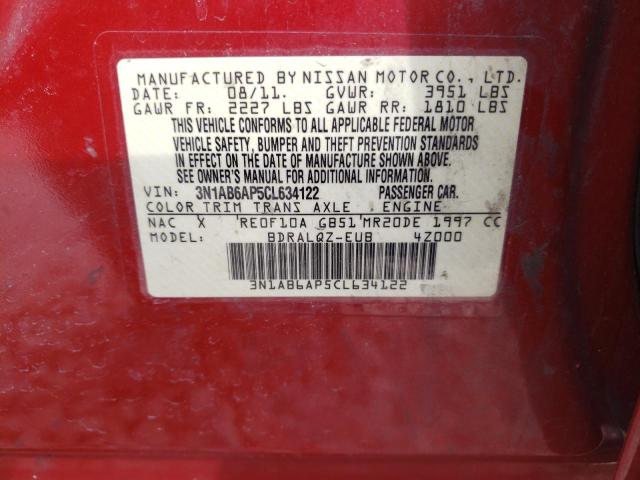 MANUFACTURED BY NISSAN MOTOR CO., LTD.
DATE: 08/11. GVWR: 3951 LBS
GAWR FR: 2227 LBS GAWR RR: 1810 LBS
THIS VEHICLE CONFORMS TO ALL APPLICABLE FEDERAL MOTOR
VEHICLE SAFETY, BUMPER AND THEFT PREVENTION STANDARDS
IN EFFECT ON THE DATE OF MANUFACTURE SHOWN ABOVE.
SEE OWNER'S MANUAL FOR ADDITIONAL INFORMATION.
VIN: 3N1AB6AP5CL634122 PASSENGER CAR.
COLOR TRIM TRANS AXLE ENGINE
NAC X RE0F10A GB51 MR20DE 1997 CC
MODEL: BDRALQZ-EUB 4Z000
3N1AB6AP5CL634122